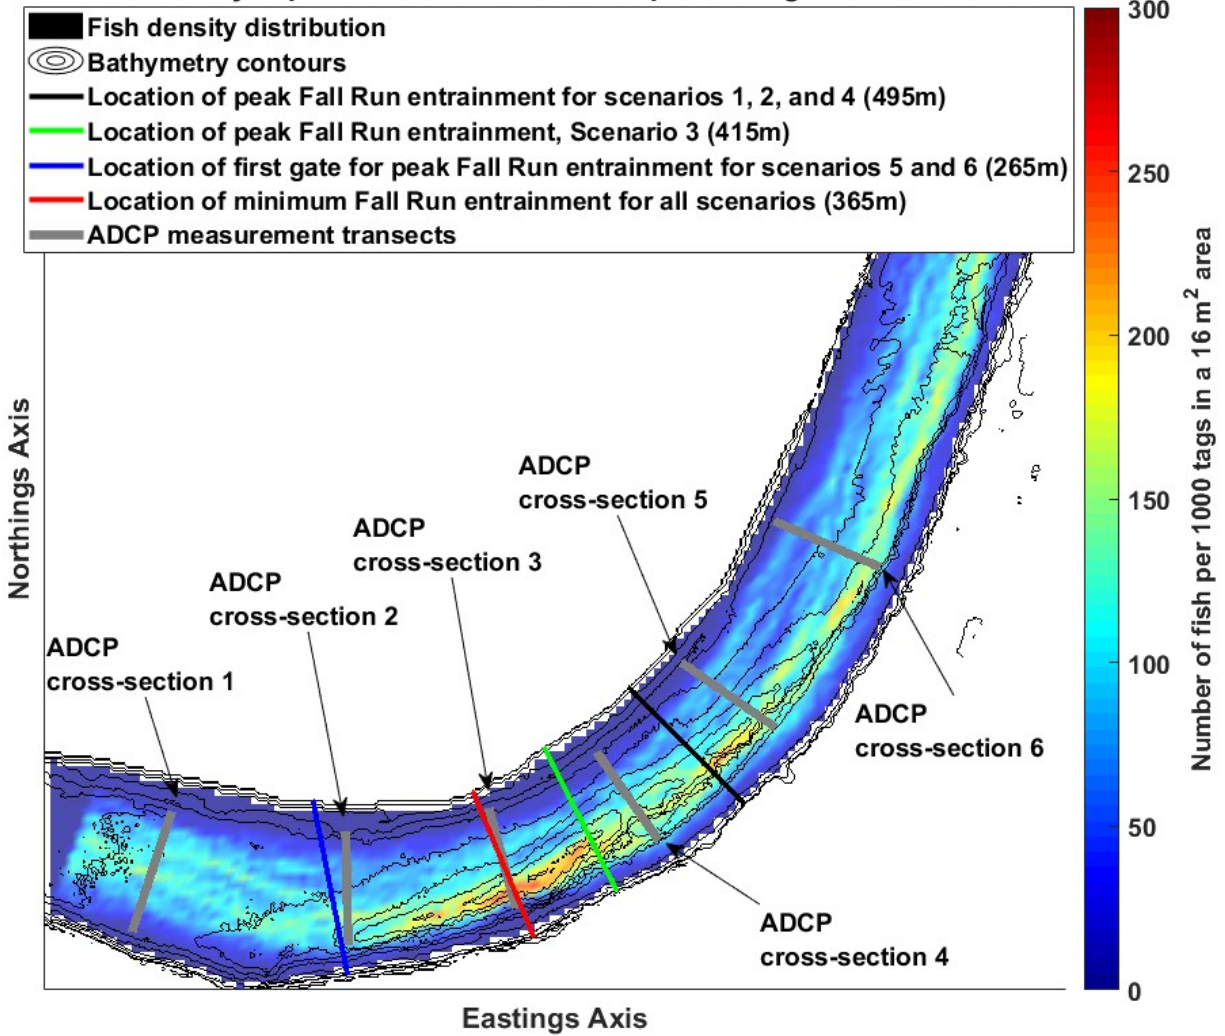 Fish density distribution
Bathymetry contours
Location of peak Fall Run entrainment for scenarios 1, 2, and 4 (495m)
Location of peak Fall Run entrainment, Scenario 3 (415m)
Location of first gate for peak Fall Run entrainment for scenarios 5 and 6 (265m)
Location of minimum Fall Run entrainment for all scenarios (365m)
ADCP measurement transects
300
250
200
150
100
50
0
Number of fish per 1000 tags in a 16 m² area
Northings Axis
Eastings Axis
ADCP
cross-section 5
ADCP
cross-section 3
ADCP
cross-section 2
ADCP
cross-section 1
ADCP
cross-section 6
ADCP
cross-section 4